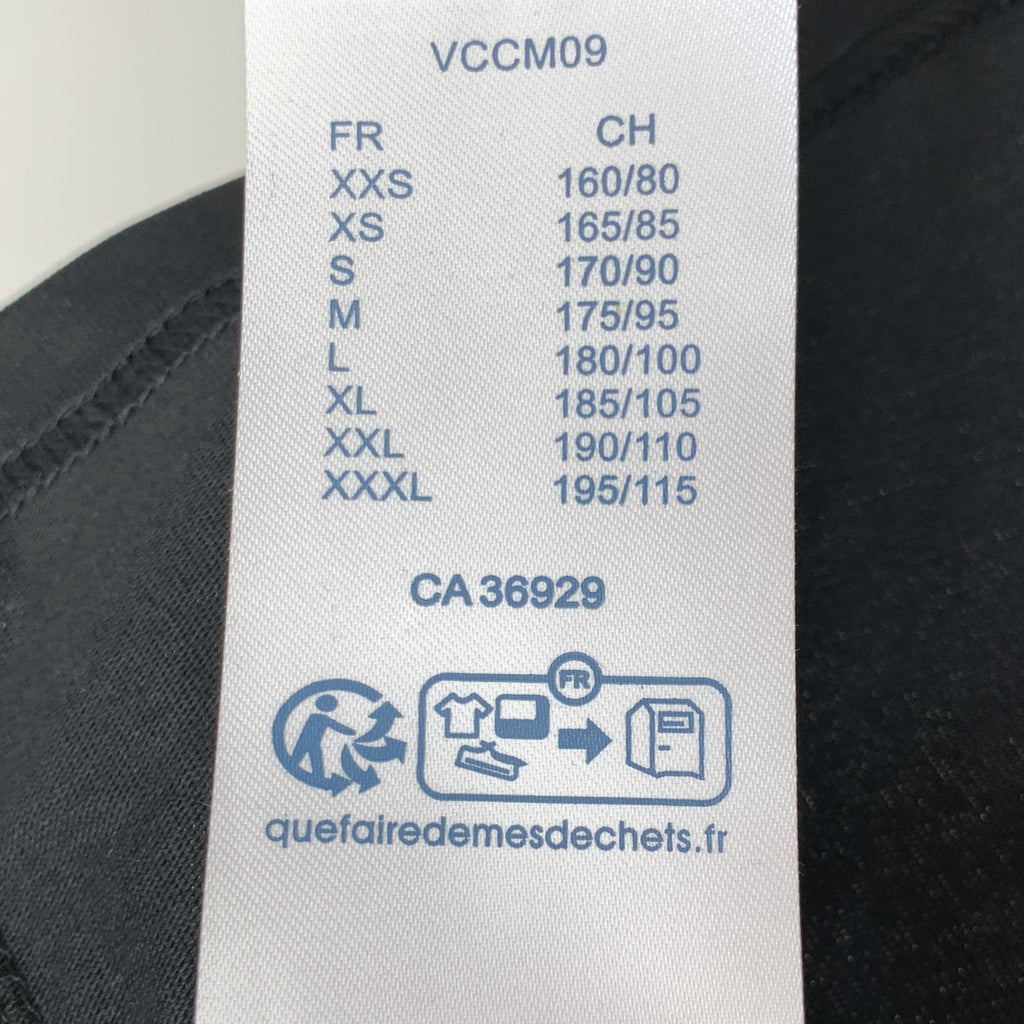 VCCM09
FR CH
XXS 160/80
XS 165/85
S 170/90
M 175/95
L 180/100
XL 185/105
XXL 190/110
XXXL 195/115
CA 36929
FR
quefairedemesdechets.fr